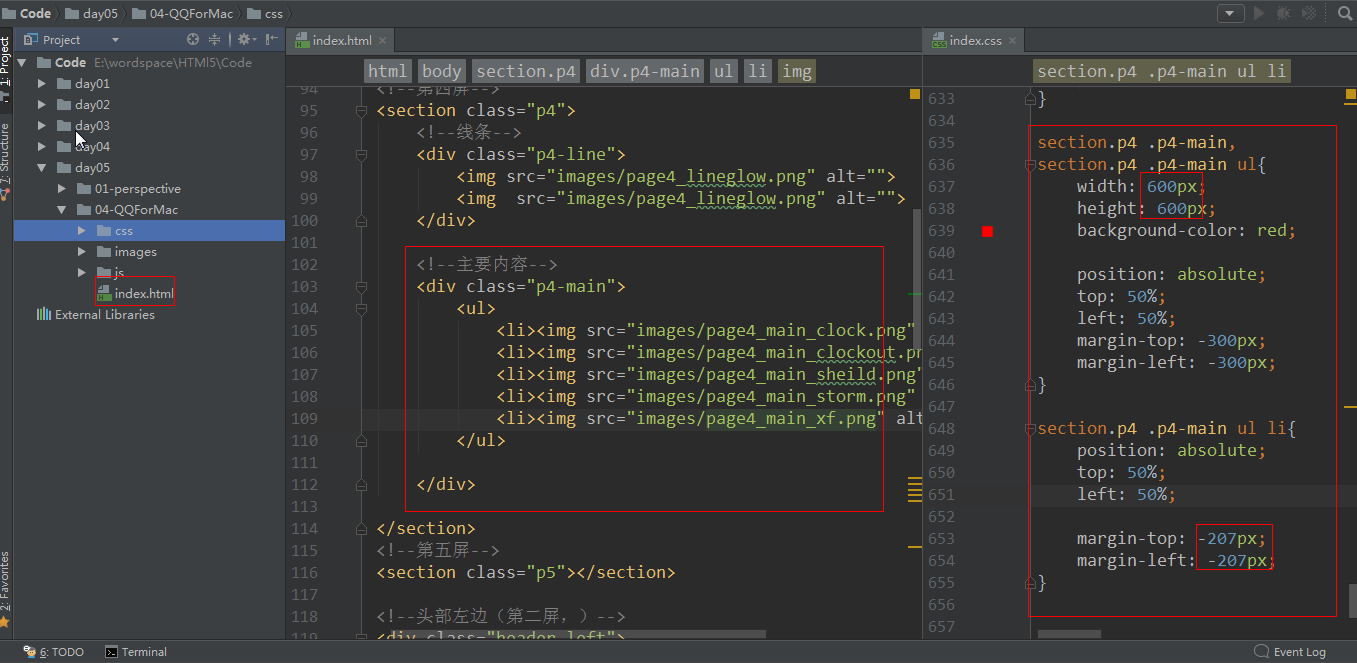 Code day05 04-QQForMac css
Project
index.html
index.css
1: Project
7: Structure
2: Favorites
Code E:\wordspace\HTMl5\Code
day01
day02
day03
day04
day05
01-perspective
04-QQForMac
css
images
js
index.html
External Libraries
html body section.p4 div.p4-main ul li img
94 <!--第四屏-->
95 <section class="p4">
96 <!--线条-->
97 <div class="p4-line">
98 <img src="images/page4_lineglow.png" alt="">
99 <img  src="images/page4_lineglow.png" alt="">
100 </div>
101
102 <!--主要内容-->
103 <div class="p4-main">
104 <ul>
105 <li><img src="images/page4_main_clock.png"
106 <li><img src="images/page4_main_clockout.pn
107 <li><img src="images/page4_main_sheild.png"
108 <li><img src="images/page4_main_storm.png"
109 <li><img src="images/page4_main_xf.png" alt
110 </ul>
111
112 </div>
113
114 </section>
115 <!--第五屏-->
116 <section class="p5"></section>
117
118 <!--头部左边（第二屏，）-->
119 <div class="header-left">
section.p4 .p4-main ul li
633 }
634
635 section.p4 .p4-main,
636 section.p4 .p4-main ul{
637 width: 600px;
638 height: 600px;
639 background-color: red;
640
641 position: absolute;
642 top: 50%;
643 left: 50%;
644 margin-top: -300px;
645 margin-left: -300px;
646 }
647
648 section.p4 .p4-main ul li{
649 position: absolute;
650 top: 50%;
651 left: 50%;
652
653 margin-top: -207px;
654 margin-left: -207px;
655 }
656
657
6: TODO Terminal Event Log